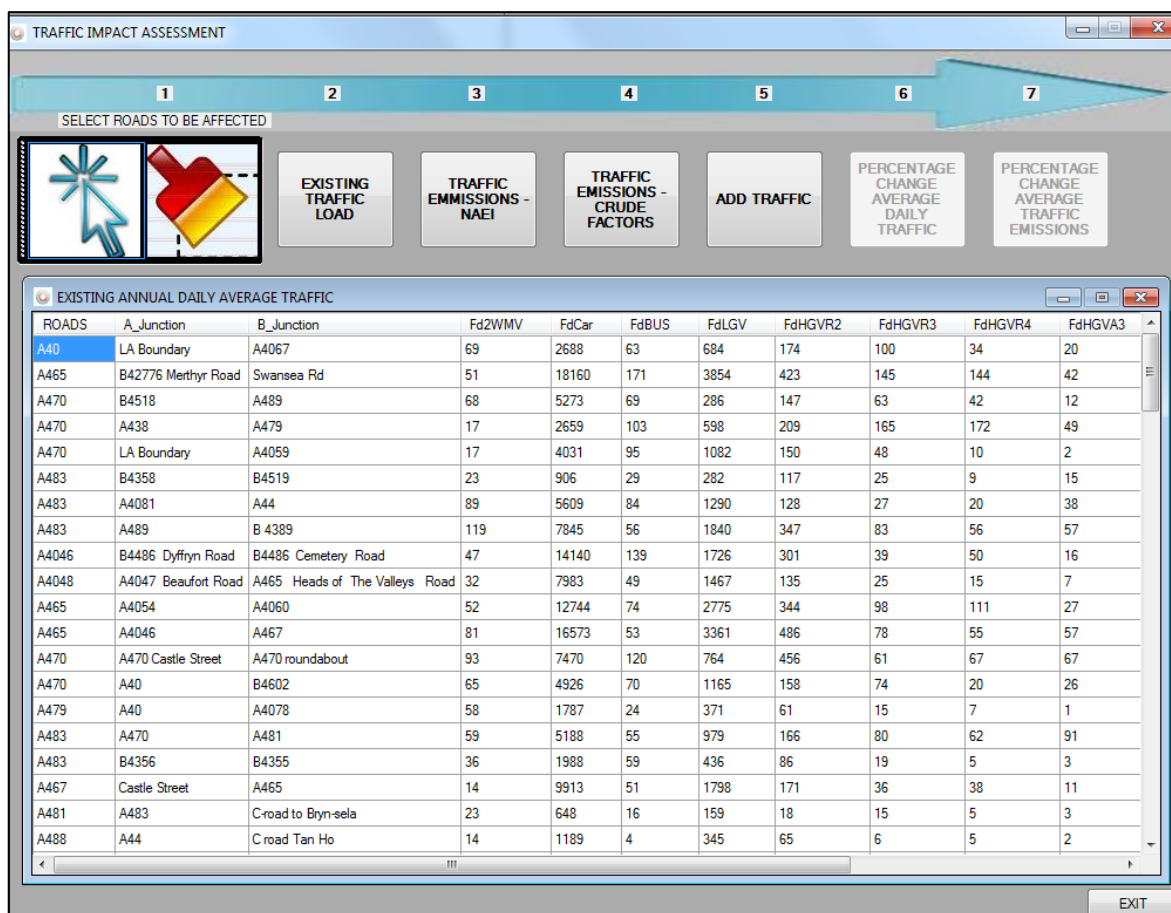 TRAFFIC IMPACT ASSESSMENT
1 2 3 4 5 6 7
SELECT ROADS TO BE AFFECTED
EXISTING
TRAFFIC
LOAD
TRAFFIC
EMMISSIONS -
NAEI
TRAFFIC
EMISSIONS -
CRUDE
FACTORS
ADD TRAFFIC
PERCENTAGE
CHANGE
AVERAGE
DAILY
TRAFFIC
PERCENTAGE
CHANGE
AVERAGE
TRAFFIC
EMISSIONS
EXISTING ANNUAL DAILY AVERAGE TRAFFIC
ROADS A_Junction B_Junction Fd2WMV FdCar FdBUS FdLGV FdHGVR2 FdHGVR3 FdHGVR4 FdHGVA3
A40 LA Boundary A4067 69 2688 63 684 174 100 34 20
A465 B42776 Merthyr Road Swansea Rd 51 18160 171 3854 423 145 144 42
A470 B4518 A489 68 5273 69 286 147 63 42 12
A470 A438 A479 17 2659 103 598 209 165 172 49
A470 LA Boundary A4059 17 4031 95 1082 150 48 10 2
A483 B4358 B4519 23 906 29 282 117 25 9 15
A483 A4081 A44 89 5609 84 1290 128 27 20 38
A483 A489 B 4389 119 7845 56 1840 347 83 56 57
A4046 B4486 Dyffryn Road B4486 Cemetery Road 47 14140 139 1726 301 39 50 16
A4048 A4047 Beaufort Road A465 Heads of The Valleys Road 32 7983 49 1467 135 25 15 7
A465 A4054 A4060 52 12744 74 2775 344 98 111 27
A465 A4046 A467 81 16573 53 3361 486 78 55 57
A470 A470 Castle Street A470 roundabout 93 7470 120 764 456 61 67 67
A470 A40 B4602 65 4926 70 1165 158 74 20 26
A479 A40 A4078 58 1787 24 371 61 15 7 1
A483 A470 A481 59 5188 55 979 166 80 62 91
A483 B4356 B4355 36 1988 59 436 86 19 5 3
A467 Castle Street A465 14 9913 51 1798 171 36 38 11
A481 A483 C-road to Bryn-sela 23 648 16 159 18 15 5 3
A488 A44 C road Tan Ho 14 1189 4 345 65 6 5 2
EXIT